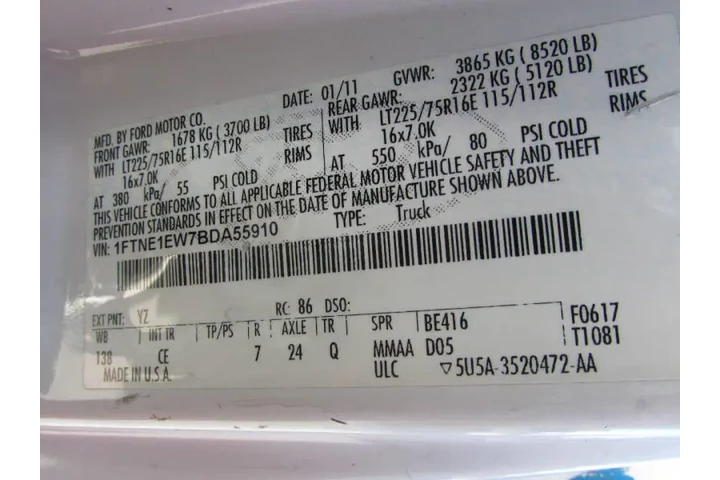 MFD. BY FORD MOTOR CO.
DATE: 01/11
GVWR: 3865 KG ( 8520 LB)
FRONT GAWR: 1678 KG ( 3700 LB)
REAR GAWR: 2322 KG ( 5120 LB)
WITH LT225/75R16E 115/112R TIRES
WITH LT225/75R16E 115/112R TIRES
16x7.0K RIMS
16x7.0K RIMS
AT 380 kPa/ 55 PSI COLD
AT 550 kPa/ 80 PSI COLD
THIS VEHICLE CONFORMS TO ALL APPLICABLE FEDERAL MOTOR VEHICLE SAFETY AND THEFT
PREVENTION STANDARDS IN EFFECT ON THE DATE OF MANUFACTURE SHOWN ABOVE.
VIN: 1FTNE1EW7BDA55910
TYPE: Truck
EXT PNT: YZ RC: 86 DSO:
WB INT TR TP/PS R AXLE TR SPR BE416 F0617
138 CE 7 24 Q MMAA D05 T1081
MADE IN U.S.A. ULC ▽5U5A-3520472-AA